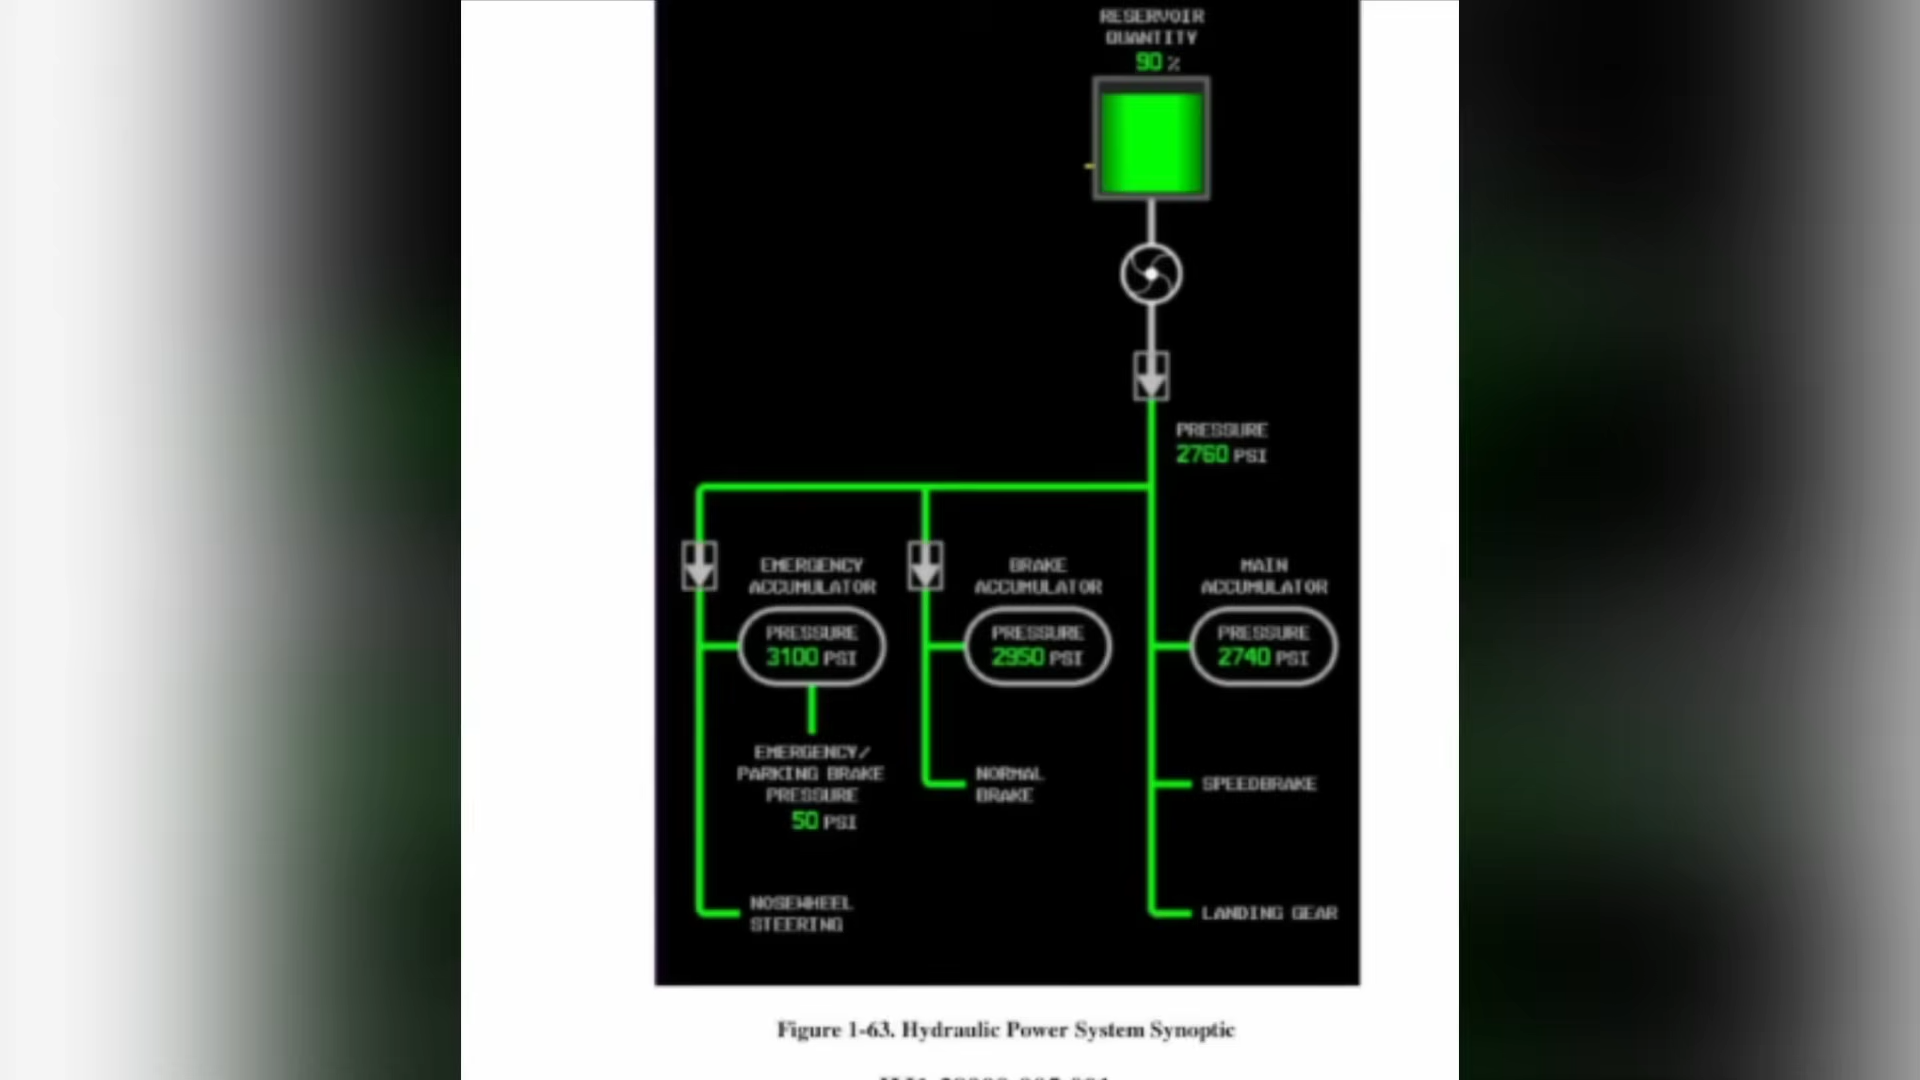 RESERVOIR
QUANTITY
90 %
PRESSURE
2760 PSI
EMERGENCY
ACCUMULATOR
PRESSURE
3100 PSI
BRAKE
ACCUMULATOR
PRESSURE
2950 PSI
MAIN
ACCUMULATOR
PRESSURE
2740 PSI
EMERGENCY/
PARKING BRAKE
PRESSURE
50 PSI
NORMAL
BRAKE
SPEEDBRAKE
NOSEWHEEL
STEERING
LANDING GEAR
Figure 1-63. Hydraulic Power System Synoptic